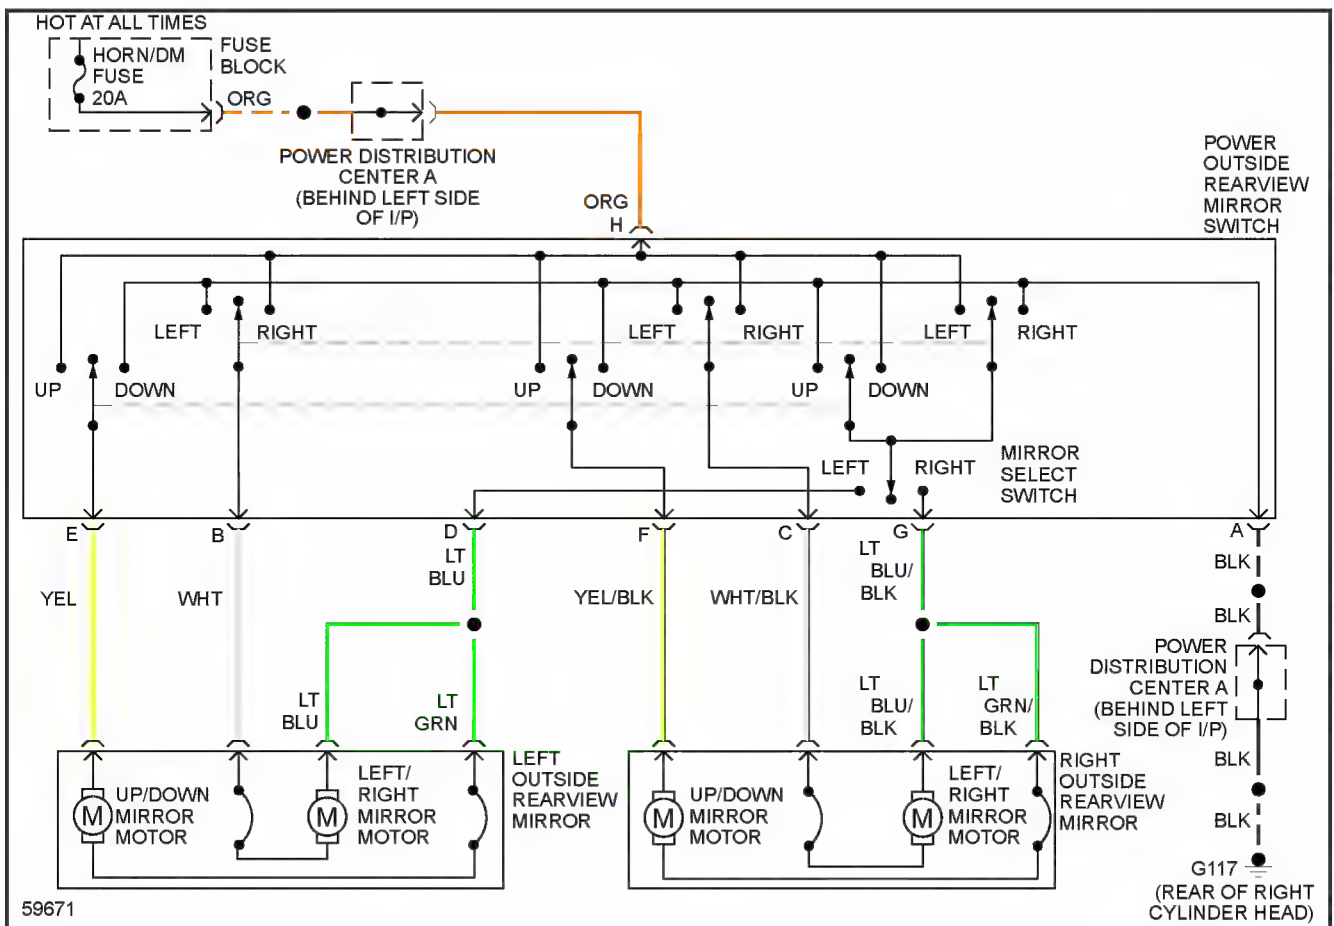 HOT AT ALL TIMES
HORN/DM
FUSE
20A
FUSE
BLOCK
ORG
POWER DISTRIBUTION
CENTER A
(BEHIND LEFT SIDE
OF I/P)
ORG
H
POWER
OUTSIDE
REARVIEW
MIRROR
SWITCH
LEFT
RIGHT
LEFT
RIGHT
LEFT
RIGHT
UP
DOWN
UP
DOWN
UP
DOWN
LEFT
RIGHT
MIRROR
SELECT
SWITCH
E
B
D
F
C
G
A
YEL
WHT
LT
BLU
YEL/BLK
WHT/BLK
LT
BLU/
BLK
BLK
BLK
LT
BLU
LT
GRN
LT
BLU/
BLK
LT
GRN/
BLK
POWER
DISTRIBUTION
CENTER A
(BEHIND LEFT
SIDE OF I/P)
BLK
BLK
G117
(REAR OF RIGHT
CYLINDER HEAD)
M
UP/DOWN
MIRROR
MOTOR
M
LEFT/
RIGHT
MIRROR
MOTOR
LEFT
OUTSIDE
REARVIEW
MIRROR
M
UP/DOWN
MIRROR
MOTOR
M
LEFT/
RIGHT
MIRROR
MOTOR
RIGHT
OUTSIDE
REARVIEW
MIRROR
59671